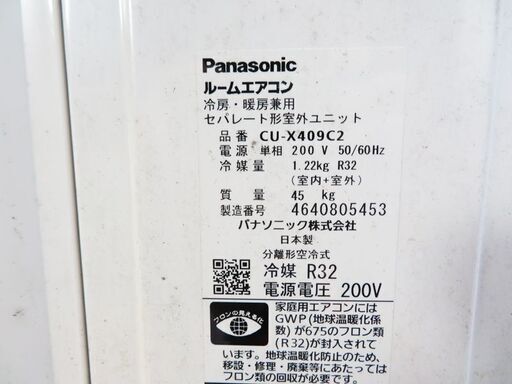 Panasonic
ルームエアコン
冷房・暖房兼用
セパレート形室外ユニット
品番 CU-X409C2
電源 単相 200 V 50/60Hz
冷媒量 1.22kg R32
(室内+室外)
質量 45 kg
製造番号 4640805453
パナソニック株式会社
日本製
分離形空冷式
冷媒 R32
電源電圧 200V
フロンの見える化
家庭用エアコンには
GWP(地球温暖化係
数)が675のフロン類
(R32)が封入されて
います。地球温暖化防止のため、
移設・修理・廃棄等にあたっては
フロン類の回収が必要です。